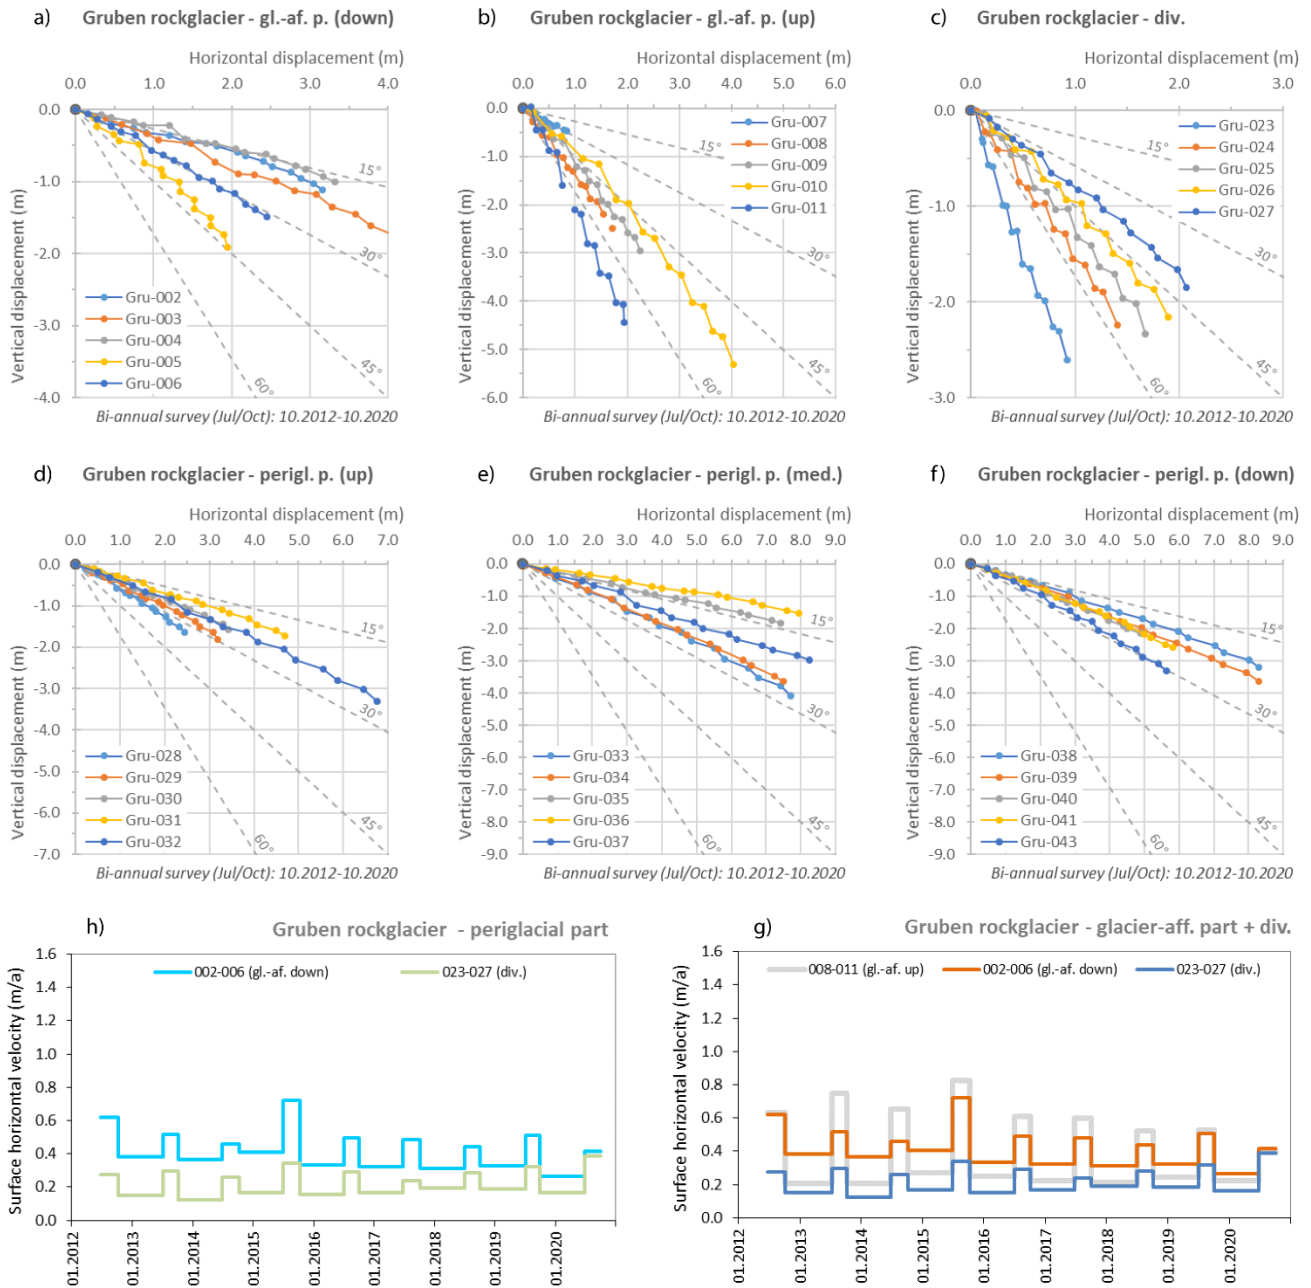 a) Gruben rockglacier - gl.-af. p. (down)
Horizontal displacement (m)
0.0 1.0 2.0 3.0 4.0
Vertical displacement (m)
0.0
-1.0
-2.0
-3.0
-4.0
15°
30°
45°
60°
Gru-002
Gru-003
Gru-004
Gru-005
Gru-006
Bi-annual survey (Jul/Oct): 10.2012-10.2020
b) Gruben rockglacier - gl.-af. p. (up)
Horizontal displacement (m)
0.0 1.0 2.0 3.0 4.0 5.0 6.0
Vertical displacement (m)
0.0
-1.0
-2.0
-3.0
-4.0
-5.0
-6.0
15°
30°
45°
60°
Gru-007
Gru-008
Gru-009
Gru-010
Gru-011
Bi-annual survey (Jul/Oct): 10.2012-10.2020
c) Gruben rockglacier - div.
Horizontal displacement (m)
0.0 1.0 2.0 3.0
Vertical displacement (m)
0.0
-1.0
-2.0
-3.0
15°
30°
45°
60°
Gru-023
Gru-024
Gru-025
Gru-026
Gru-027
Bi-annual survey (Jul/Oct): 10.2012-10.2020
d) Gruben rockglacier - perigl. p. (up)
Horizontal displacement (m)
0.0 1.0 2.0 3.0 4.0 5.0 6.0 7.0
Vertical displacement (m)
0.0
-1.0
-2.0
-3.0
-4.0
-5.0
-6.0
-7.0
15°
30°
45°
60°
Gru-028
Gru-029
Gru-030
Gru-031
Gru-032
Bi-annual survey (Jul/Oct): 10.2012-10.2020
e) Gruben rockglacier - perigl. p. (med.)
Horizontal displacement (m)
0.0 1.0 2.0 3.0 4.0 5.0 6.0 7.0 8.0 9.0
Vertical displacement (m)
0.0
-1.0
-2.0
-3.0
-4.0
-5.0
-6.0
-7.0
-8.0
-9.0
15°
30°
45°
60°
Gru-033
Gru-034
Gru-035
Gru-036
Gru-037
Bi-annual survey (Jul/Oct): 10.2012-10.2020
f) Gruben rockglacier - perigl. p. (down)
Horizontal displacement (m)
0.0 1.0 2.0 3.0 4.0 5.0 6.0 7.0 8.0 9.0
Vertical displacement (m)
0.0
-1.0
-2.0
-3.0
-4.0
-5.0
-6.0
-7.0
-8.0
-9.0
15°
30°
45°
60°
Gru-038
Gru-039
Gru-040
Gru-041
Gru-043
Bi-annual survey (Jul/Oct): 10.2012-10.2020
h) Gruben rockglacier - periglacial part
Surface horizontal velocity (m/a)
1.6
1.4
1.2
1.0
0.8
0.6
0.4
0.2
0.0
002-006 (gl.-af. down) 023-027 (div.)
01.2012 01.2013 01.2014 01.2015 01.2016 01.2017 01.2018 01.2019 01.2020
g) Gruben rockglacier - glacier-aff. part + div.
Surface horizontal velocity (m/a)
1.6
1.4
1.2
1.0
0.8
0.6
0.4
0.2
0.0
008-011 (gl.-af. up) 002-006 (gl.-af. down) 023-027 (div.)
01.2012 01.2013 01.2014 01.2015 01.2016 01.2017 01.2018 01.2019 01.2020